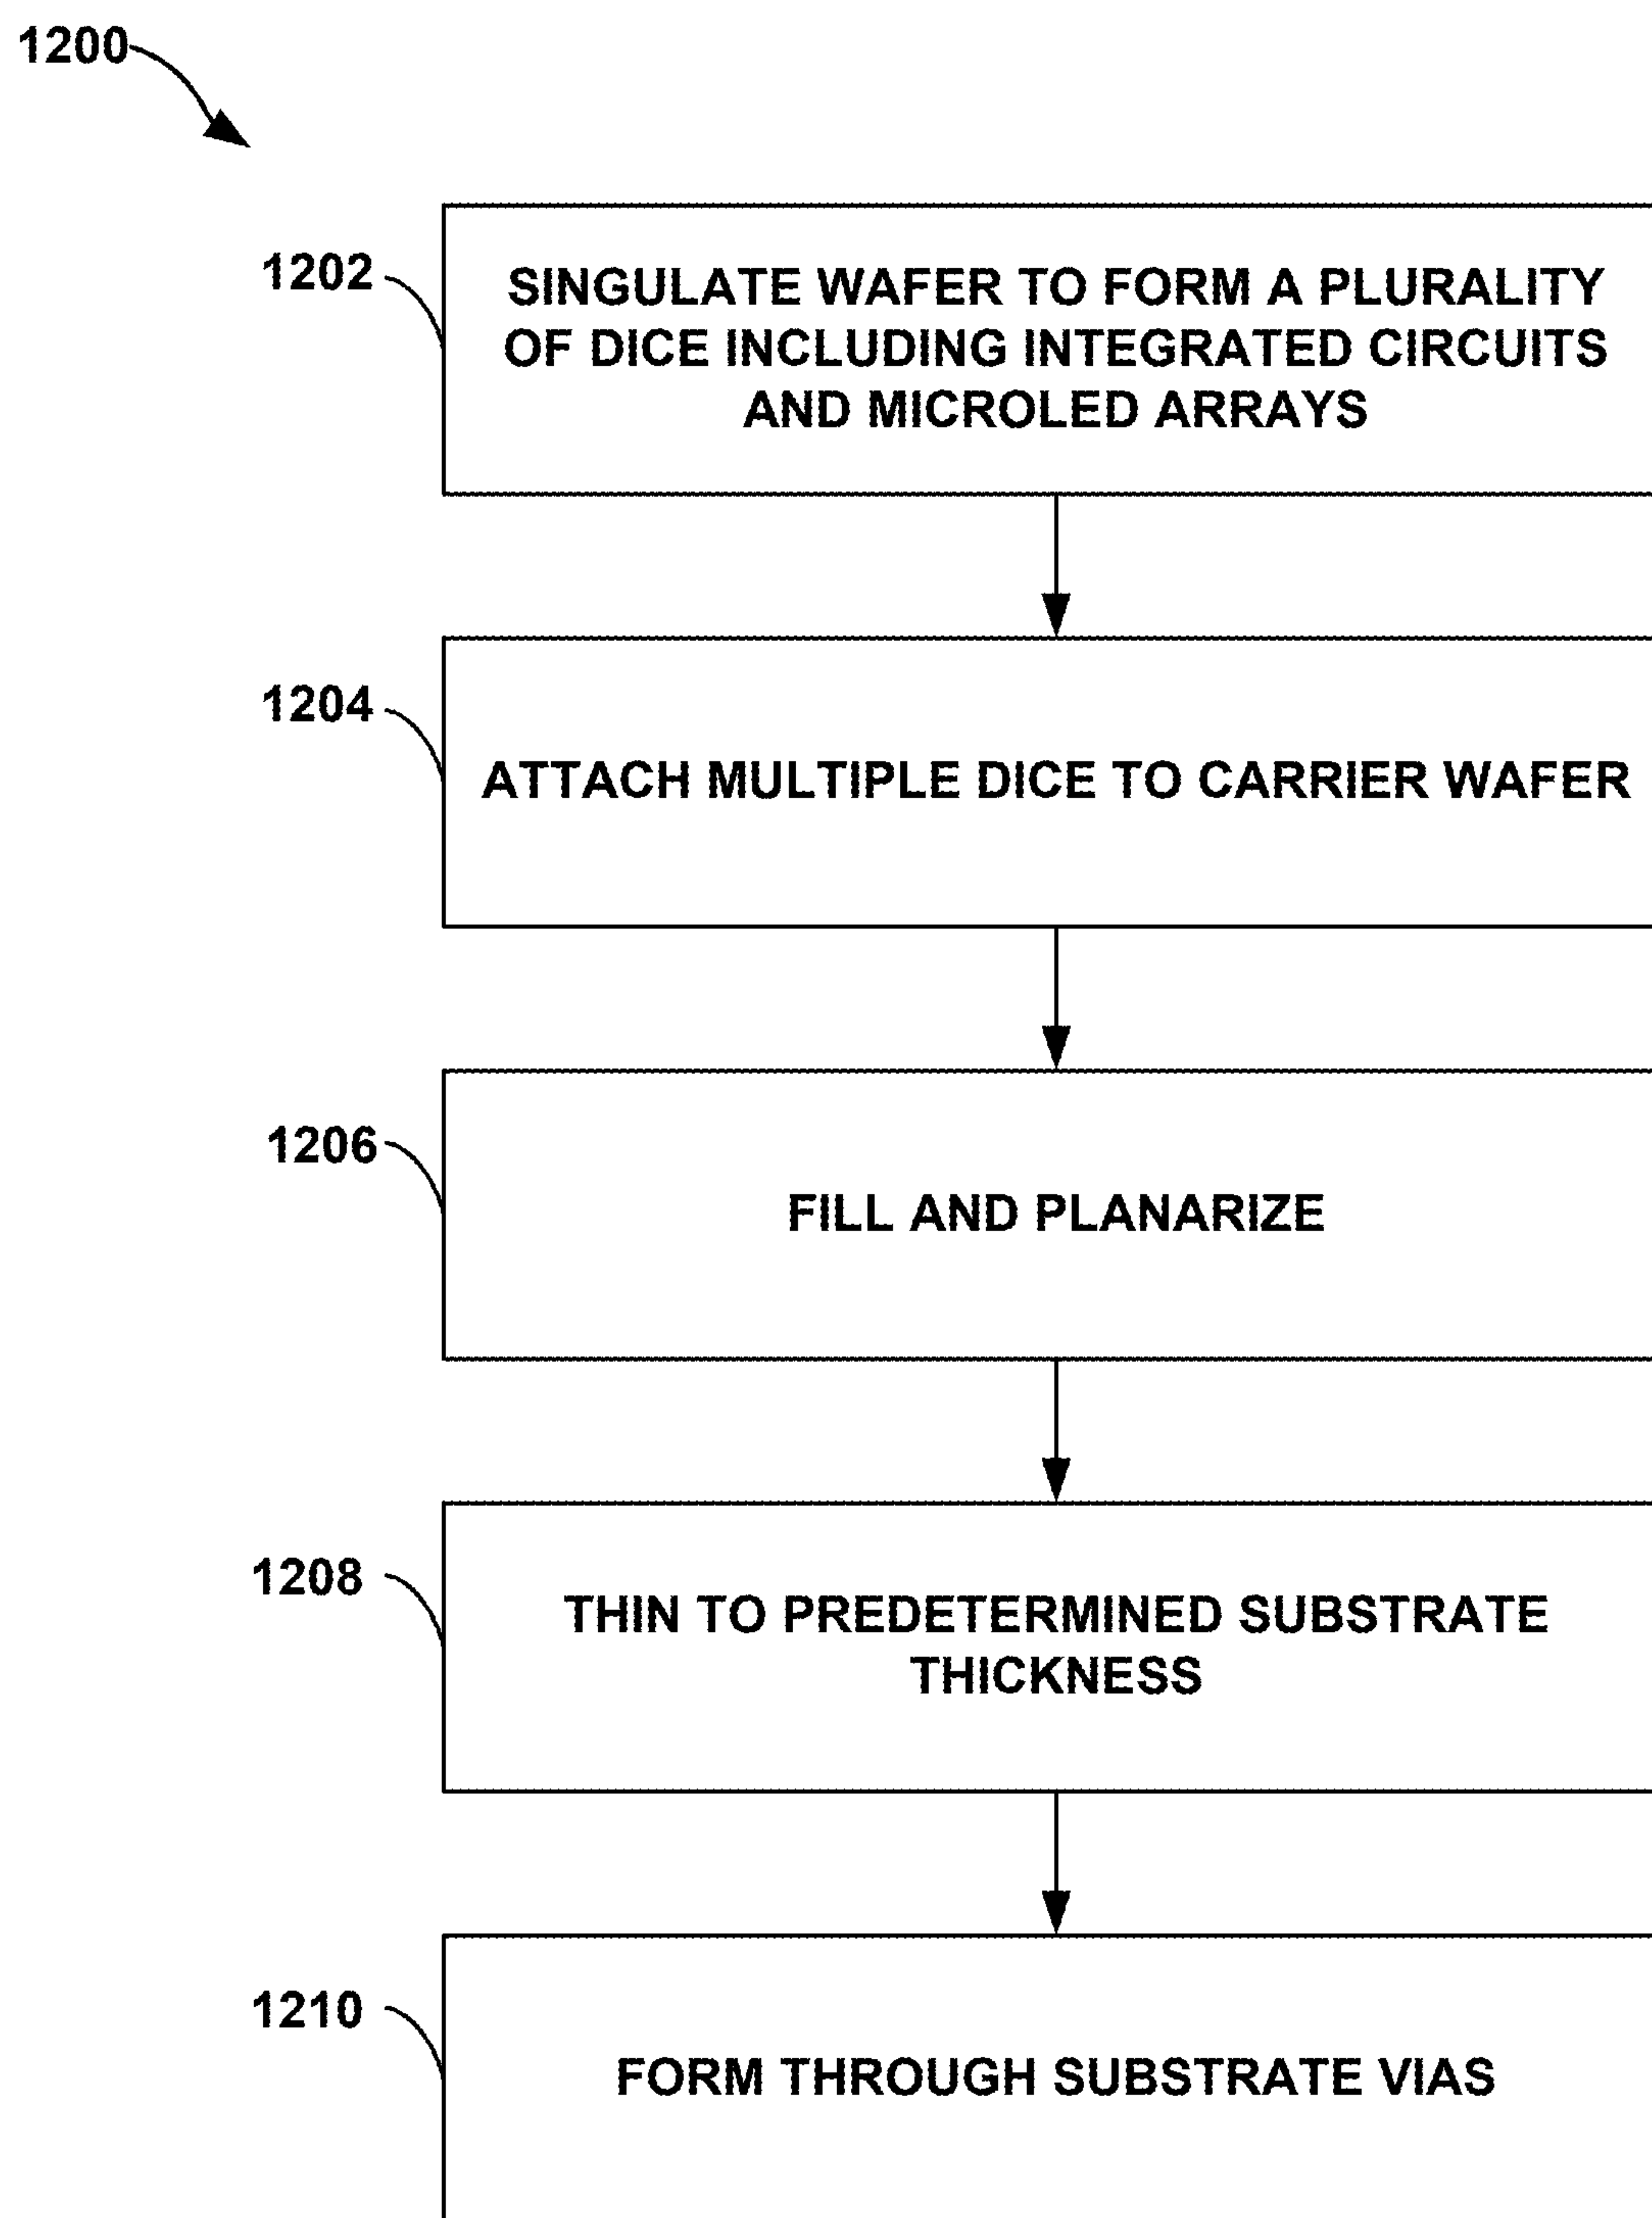 1200
1202
SINGULATE WAFER TO FORM A PLURALITY
OF DICE INCLUDING INTEGRATED CIRCUITS
AND MICROLED ARRAYS
1204
ATTACH MULTIPLE DICE TO CARRIER WAFER
1206
FILL AND PLANARIZE
1208
THIN TO PREDETERMINED SUBSTRATE
THICKNESS
1210
FORM THROUGH SUBSTRATE VIAS